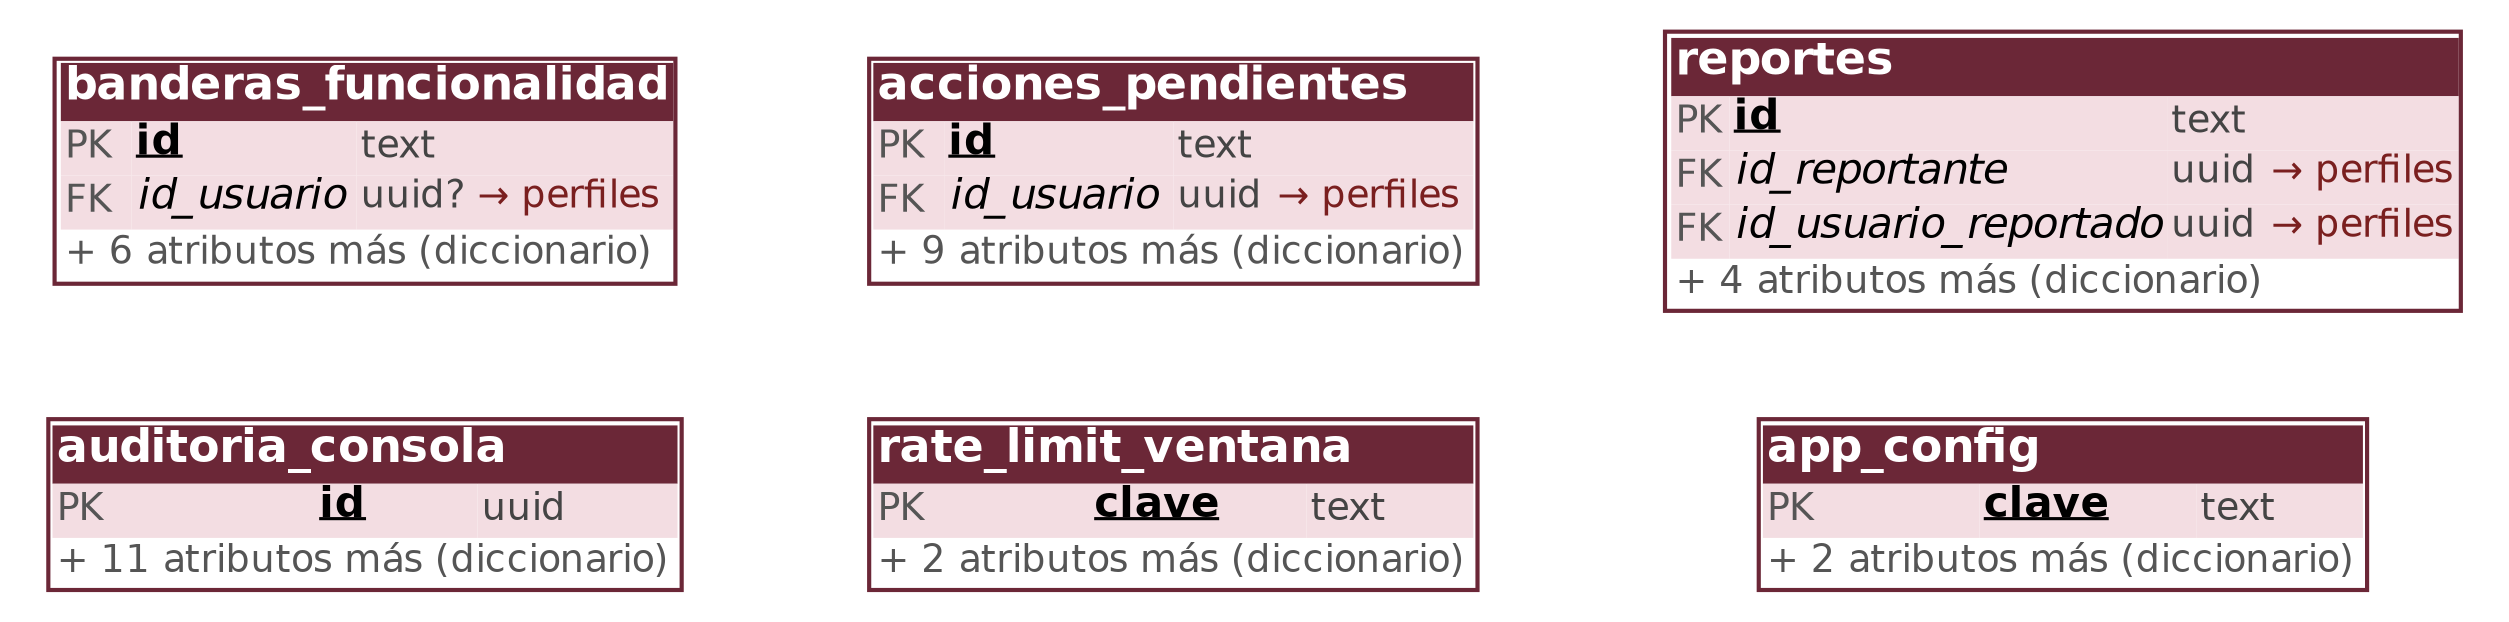 banderas_funcionalidad
PK id text
FK id_usuario uuid? → perfiles
+ 6 atributos más (diccionario)
acciones_pendientes
PK id text
FK id_usuario uuid → perfiles
+ 9 atributos más (diccionario)
reportes
PK id text
FK id_reportante uuid → perfiles
FK id_usuario_reportado uuid → perfiles
+ 4 atributos más (diccionario)
auditoria_consola
PK id uuid
+ 11 atributos más (diccionario)
rate_limit_ventana
PK clave text
+ 2 atributos más (diccionario)
app_config
PK clave text
+ 2 atributos más (diccionario)